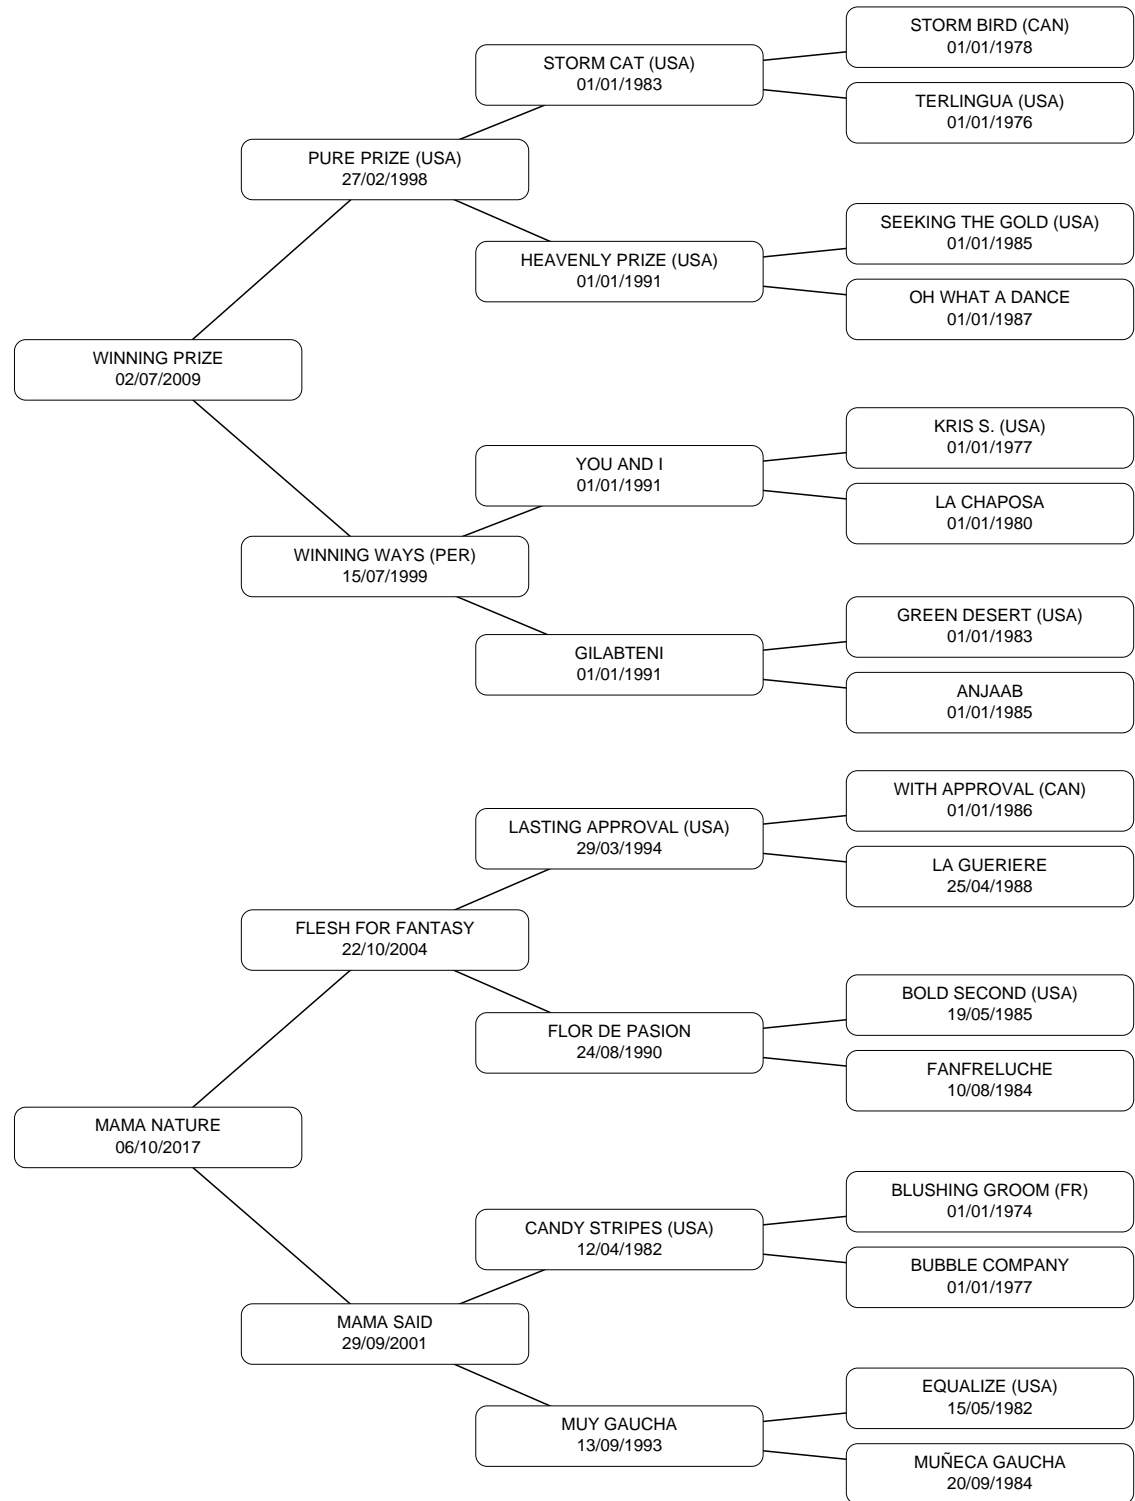 STORM BIRD (CAN)
01/01/1978
STORM CAT (USA)
01/01/1983
TERLINGUA (USA)
01/01/1976
PURE PRIZE (USA)
27/02/1998
SEEKING THE GOLD (USA)
01/01/1985
HEAVENLY PRIZE (USA)
01/01/1991
OH WHAT A DANCE
01/01/1987
WINNING PRIZE
02/07/2009
KRIS S. (USA)
01/01/1977
YOU AND I
01/01/1991
LA CHAPOSA
01/01/1980
WINNING WAYS (PER)
15/07/1999
GREEN DESERT (USA)
01/01/1983
GILABTENI
01/01/1991
ANJAAB
01/01/1985
WITH APPROVAL (CAN)
01/01/1986
LASTING APPROVAL (USA)
29/03/1994
LA GUERIERE
25/04/1988
FLESH FOR FANTASY
22/10/2004
BOLD SECOND (USA)
19/05/1985
FLOR DE PASION
24/08/1990
FANFRELUCHE
10/08/1984
MAMA NATURE
06/10/2017
BLUSHING GROOM (FR)
01/01/1974
CANDY STRIPES (USA)
12/04/1982
BUBBLE COMPANY
01/01/1977
MAMA SAID
29/09/2001
EQUALIZE (USA)
15/05/1982
MUY GAUCHA
13/09/1993
MUÑECA GAUCHA
20/09/1984